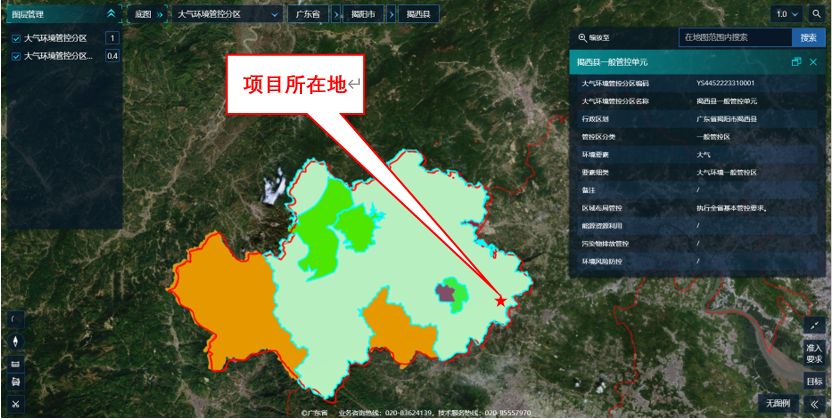 图层管理
底图
大气环境管控分区
广东省
揭阳市
揭西县
1.0
大气环境管控分区
1
大气环境管控分区...
0.4
缩放至
在地图范围内搜索
搜索
项目所在地
揭西县一般管控单元
大气环境管控分区编码 YS4452223310001
大气环境管控分区名称 揭西县一般管控单元
行政区划 广东省揭阳市揭西县
管控区分类 一般管控区
环境要素 大气
要素细类 大气环境一般管控区
备注 /
区域布局管控 执行全省基本管控要求。
能源资源利用 /
污染物排放管控 /
环境风险防控 /
准入
要求
目标
无图例
©广东省 业务咨询热线：020-83624139，技术服务热线：020-85557970